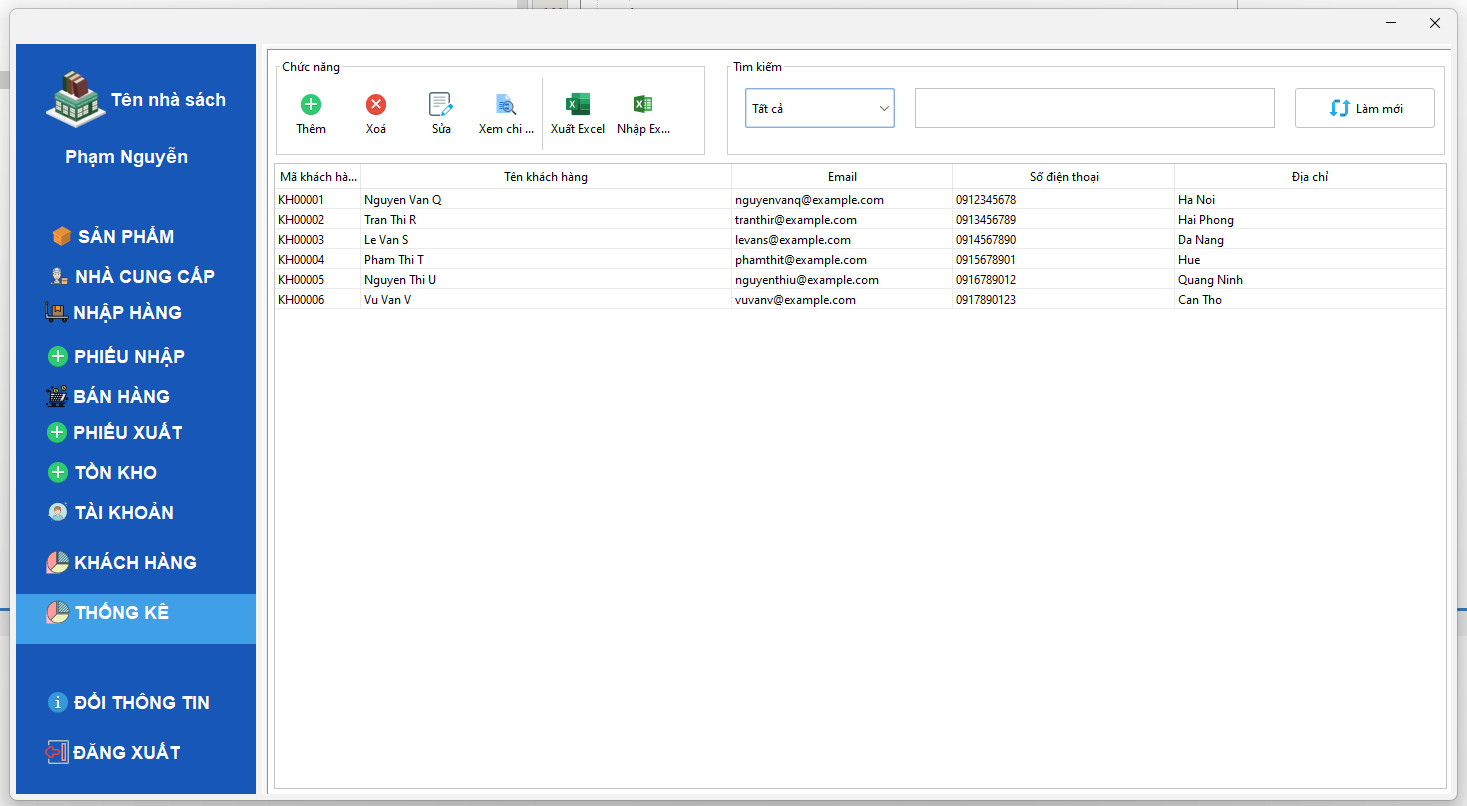 Tên nhà sách
Phạm Nguyễn
SẢN PHẨM
NHÀ CUNG CẤP
NHẬP HÀNG
PHIẾU NHẬP
BÁN HÀNG
PHIẾU XUẤT
TỒN KHO
TÀI KHOẢN
KHÁCH HÀNG
THỐNG KÊ
ĐỔI THÔNG TIN
ĐĂNG XUẤT
Chức năng
Thêm Xoá Sửa Xem chi ... Xuất Excel Nhập Ex...
Tìm kiếm
Tất cả Làm mới
Mã khách hà... Tên khách hàng Email Số điện thoại Địa chỉ
KH00001 Nguyen Van Q nguyenvanq@example.com 0912345678 Ha Noi
KH00002 Tran Thi R tranthir@example.com 0913456789 Hai Phong
KH00003 Le Van S levans@example.com 0914567890 Da Nang
KH00004 Pham Thi T phamthit@example.com 0915678901 Hue
KH00005 Nguyen Thi U nguyenthiu@example.com 0916789012 Quang Ninh
KH00006 Vu Van V vuvanv@example.com 0917890123 Can Tho